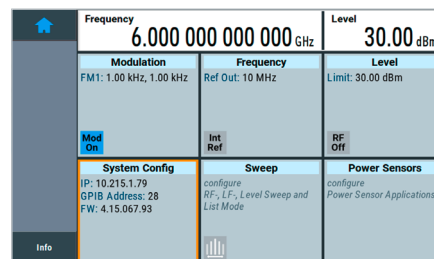 Frequency
6.000 000 000 000 GHz
Level
30.00 dBm
Modulation
FM1: 1.00 kHz, 1.00 kHz
Mod
On
Frequency
Ref Out: 10 MHz
Int
Ref
Level
Limit: 30.00 dBm
RF
Off
System Config
IP: 10.215.1.79
GPIB Address: 28
FW: 4.15.067.93
Sweep
configure
RF-, LF-, Level Sweep and
List Mode
Power Sensors
configure
Power Sensor Applications
Info